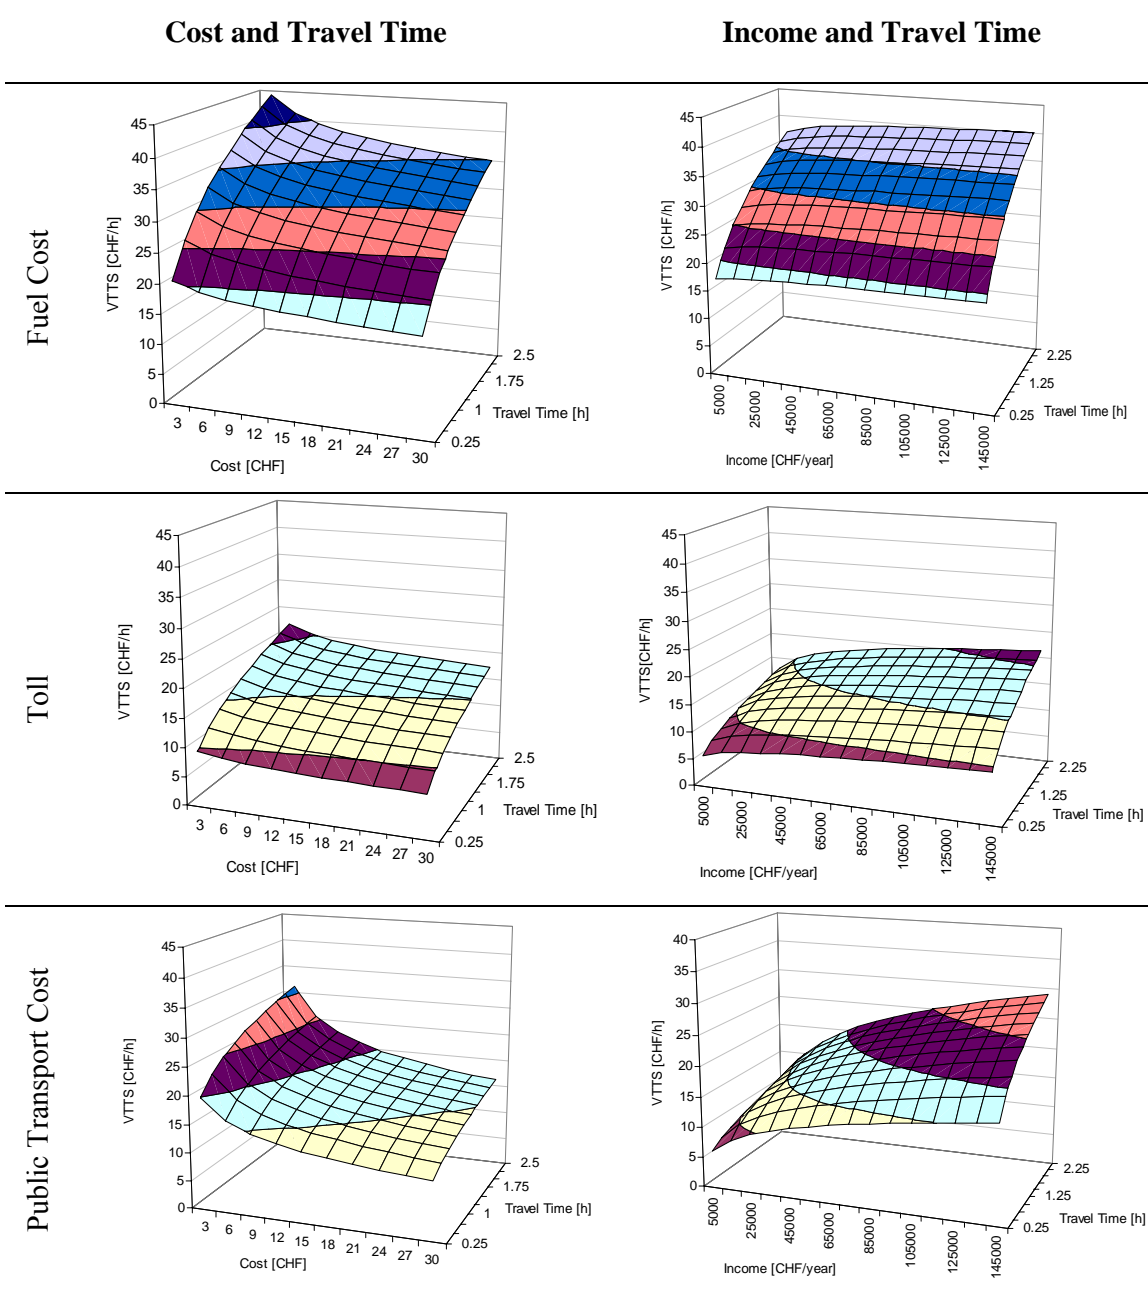 Cost and Travel Time
Income and Travel Time
Fuel Cost
45
40
35
30
25
20
15
10
5
0
VTTS [CHF/h]
3 6 9 12 15 18 21 24 27 30
Cost [CHF]
0.25
1
1.75
2.5
Travel Time [h]
45
40
35
30
25
20
15
10
5
0
VTTS [CHF/h]
5000 25000 45000 65000 85000 105000 125000 145000
Income [CHF/year]
0.25
1.25
2.25
Travel Time [h]
Toll
45
40
35
30
25
20
15
10
5
0
VTTS [CHF/h]
3 6 9 12 15 18 21 24 27 30
Cost [CHF]
0.25
1
1.75
2.5
Travel Time [h]
45
40
35
30
25
20
15
10
5
0
VTTS[CHF/h]
5000 25000 45000 65000 85000 105000 125000 145000
Income [CHF/year]
0.25
1.25
2.25
Travel Time [h]
Public Transport Cost
45
40
35
30
25
20
15
10
5
0
VTTS [CHF/h]
3 6 9 12 15 18 21 24 27 30
Cost [CHF]
0.25
1
1.75
2.5
Travel Time [h]
40
35
30
25
20
15
10
5
0
VTTS [CHF/h]
5000 25000 45000 65000 85000 105000 125000 145000
Income [CHF/year]
0.25
1.25
2.25
Travel Time [h]